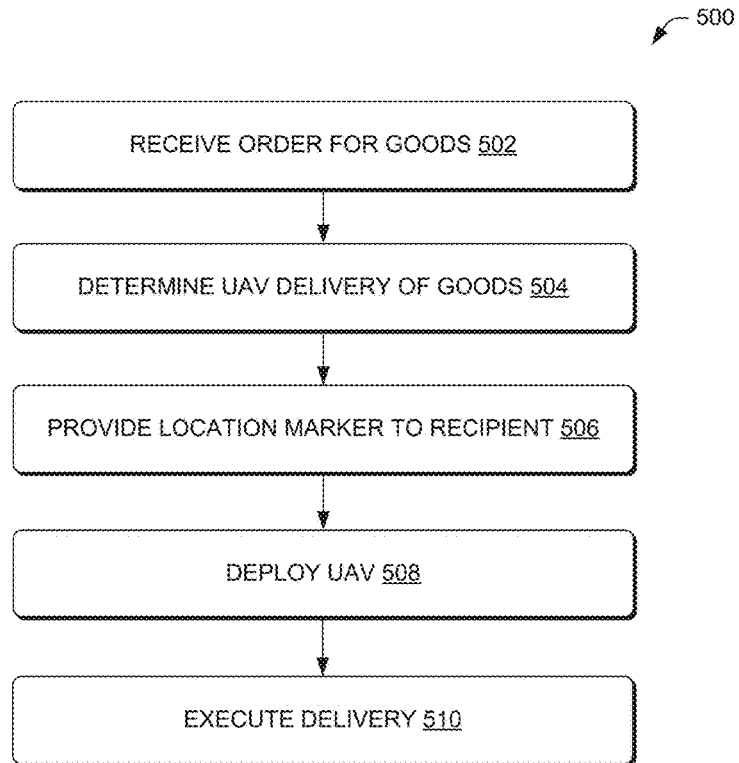 500
RECEIVE ORDER FOR GOODS 502
DETERMINE UAV DELIVERY OF GOODS 504
PROVIDE LOCATION MARKER TO RECIPIENT 506
DEPLOY UAV 508
EXECUTE DELIVERY 510